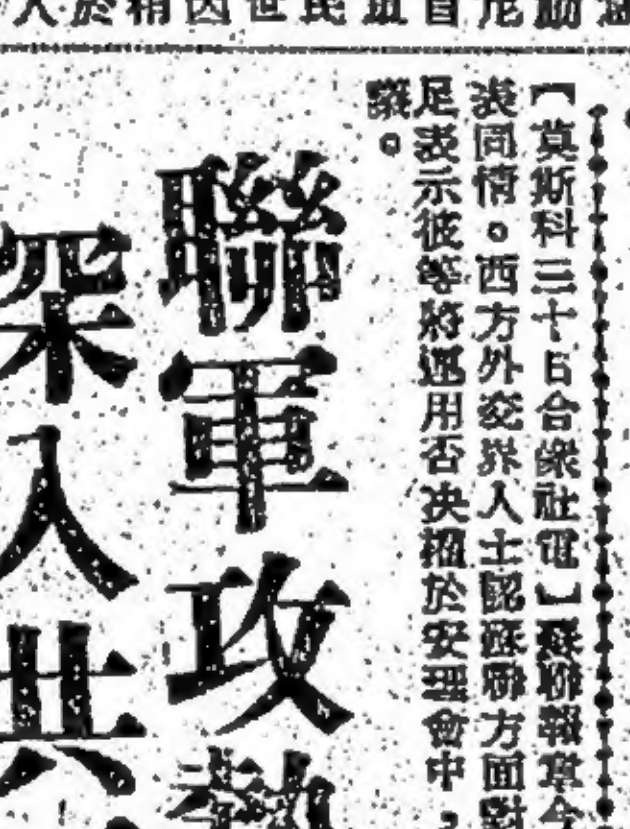 【莫斯科三十日合衆社電】蘇聯報章今
表同情。西方外交界人士認蘇聯方面對
足表示彼等將運用否決權於安理會中，
議。
聯軍攻勢
深入共